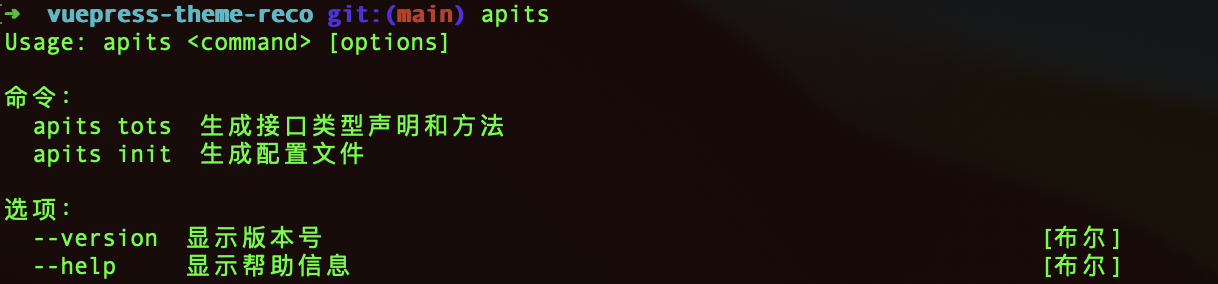 ➜ vuepress-theme-reco git:(main) apits
Usage: apits <command> [options]
命令：
apits tots 生成接口类型声明和方法
apits init 生成配置文件
选项：
--version 显示版本号 [布尔]
--help 显示帮助信息 [布尔]